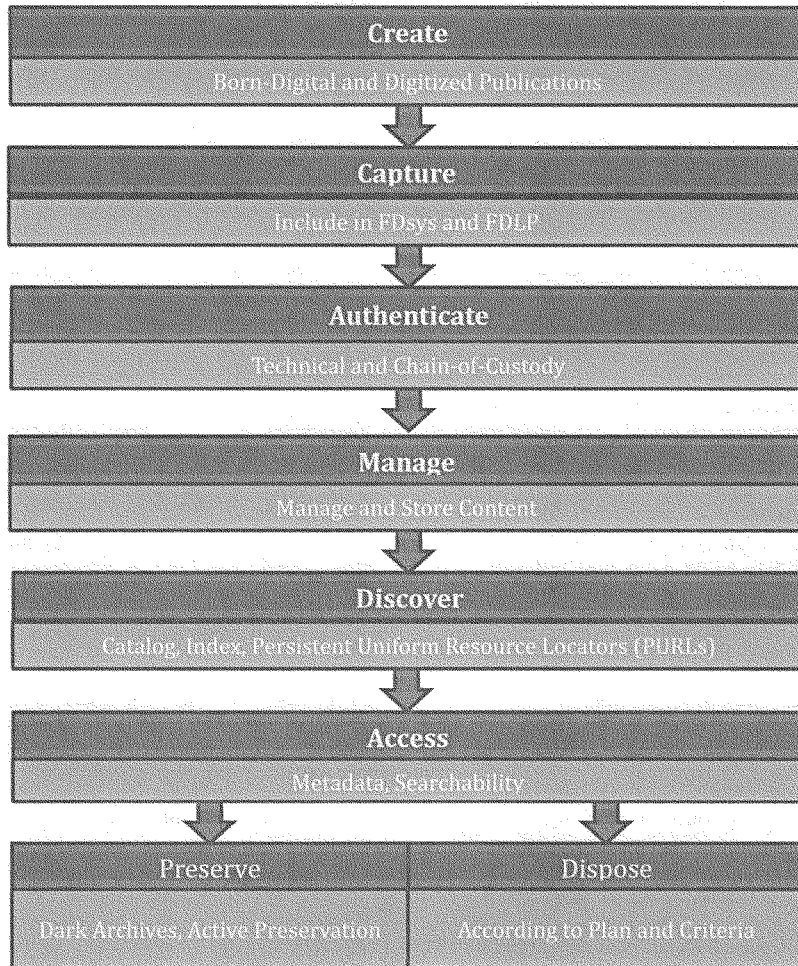 Create
Born-Digital and Digitized Publications
Capture
Include in FDsys and FDLP
Authenticate
Technical and Chain-of-Custody
Manage
Manage and Store Content
Discover
Catalog, Index, Persistent Uniform Resource Locators (PURLs)
Access
Metadata, Searchability
Preserve
Dispose
Dark Archives, Active Preservation
According to Plan and Criteria